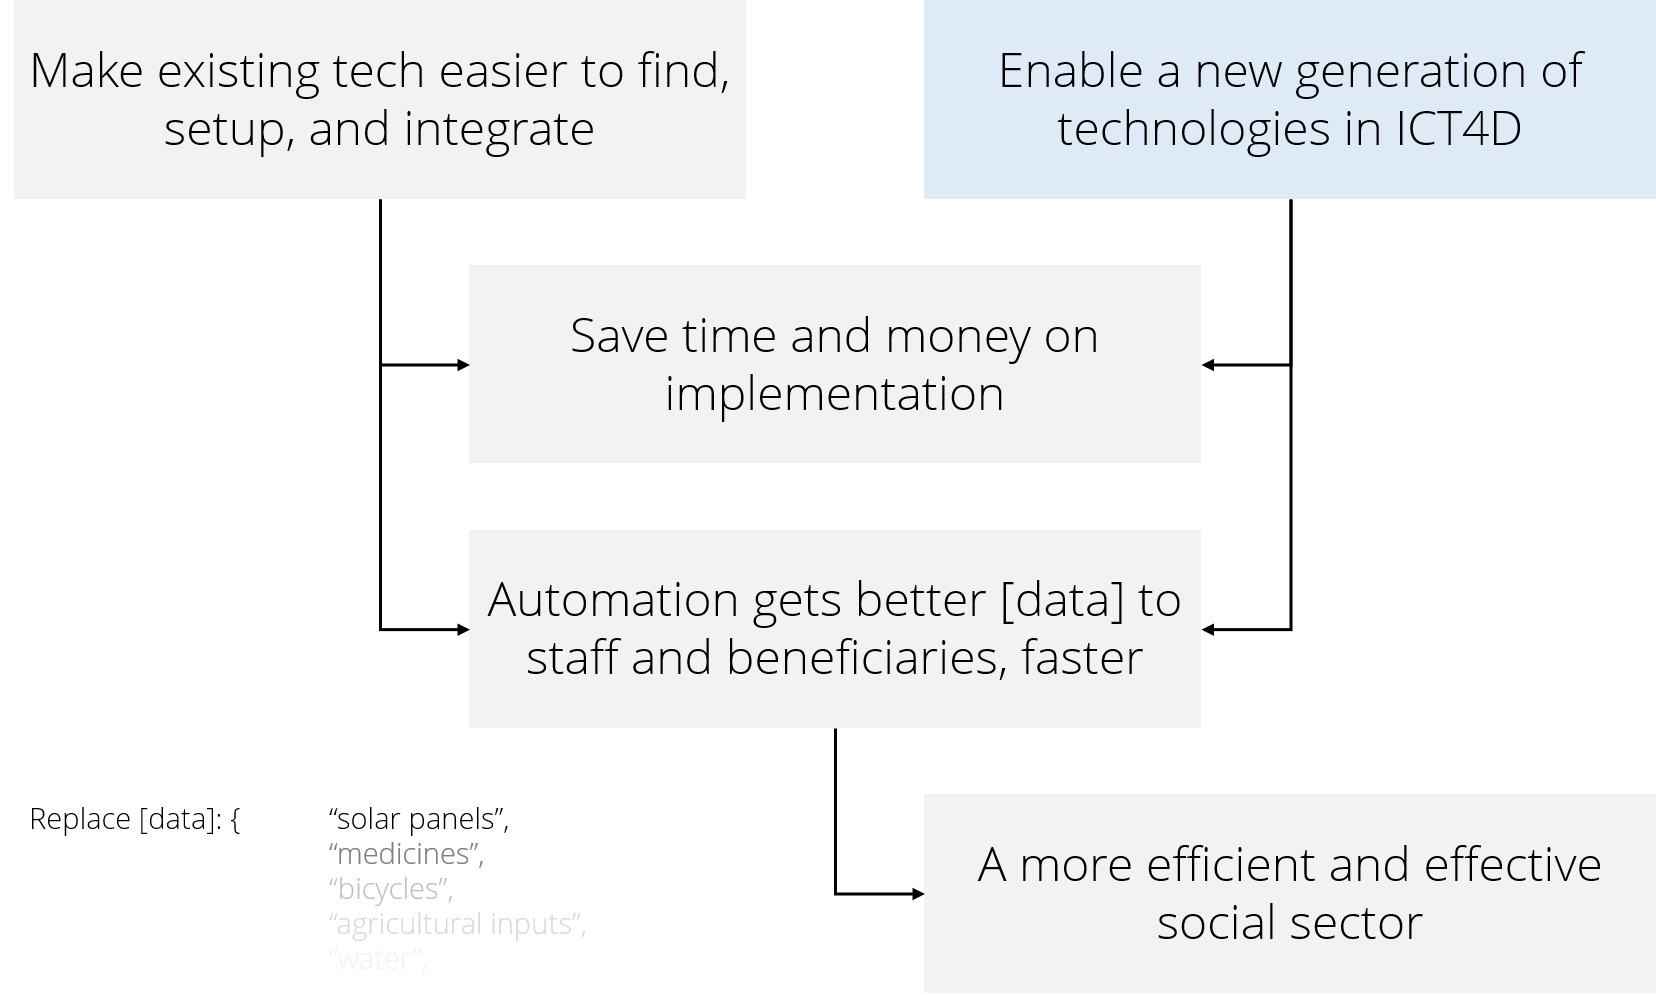 Make existing tech easier to find,
setup, and integrate
Enable a new generation of
technologies in ICT4D
Save time and money on
implementation
Automation gets better [data] to
staff and beneficiaries, faster
Replace [data]: {
“solar panels”,
“medicines”,
“bicycles”,
“agricultural inputs”,
“water”,
A more efficient and effective
social sector